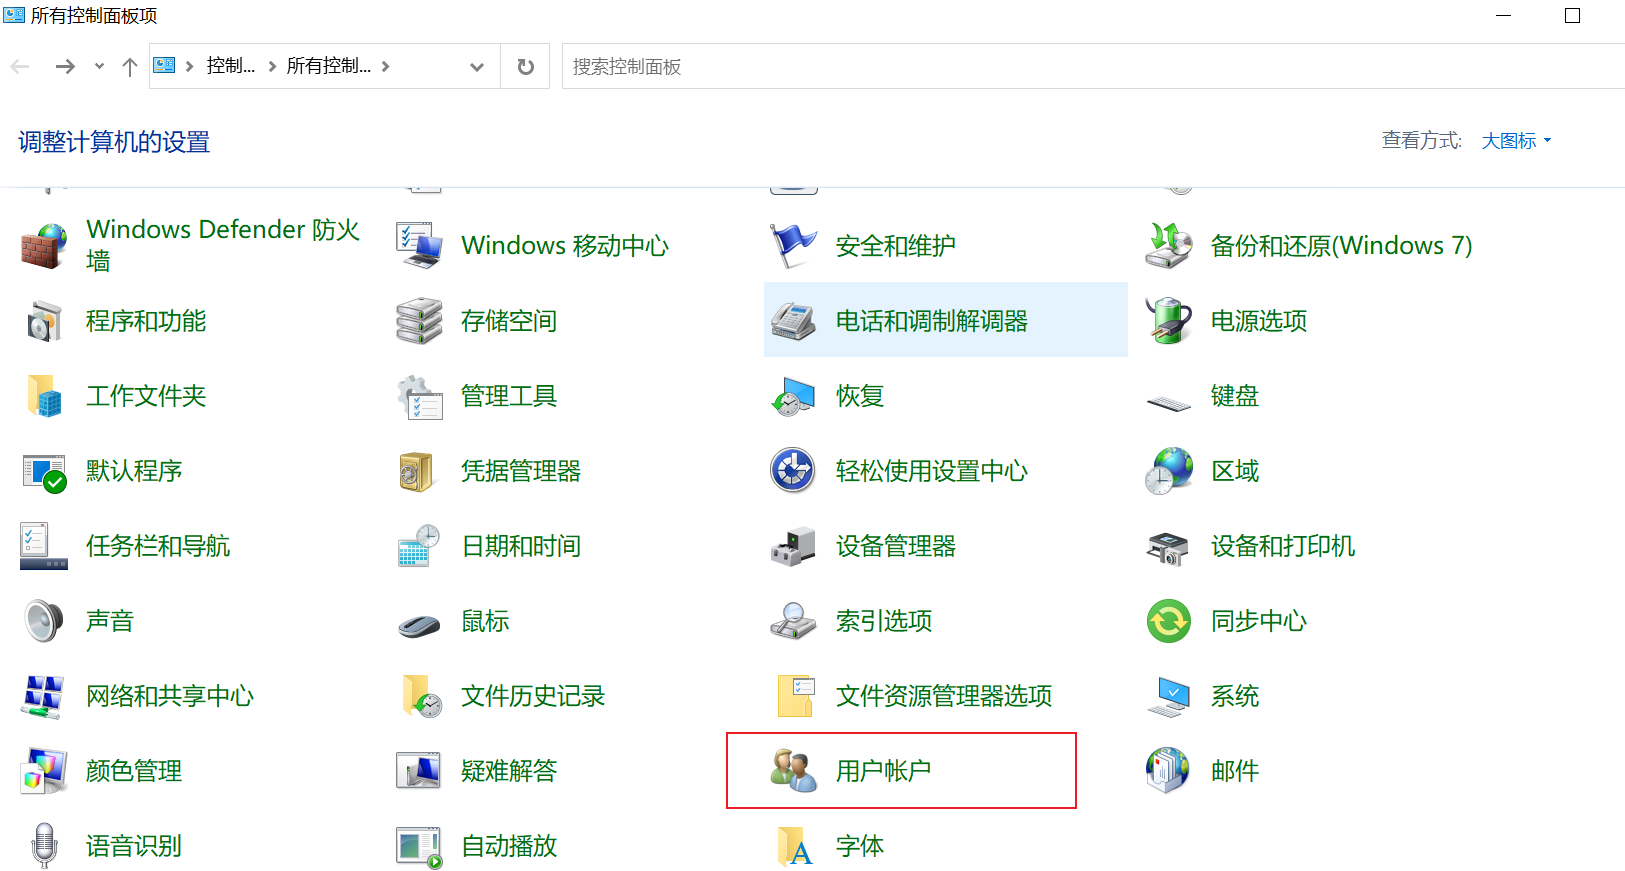 所有控制面板项
控制... 所有控制...
搜索控制面板
调整计算机的设置
查看方式: 大图标
Windows Defender 防火
墙
Windows 移动中心
安全和维护
备份和还原(Windows 7)
程序和功能
存储空间
电话和调制解调器
电源选项
工作文件夹
管理工具
恢复
键盘
默认程序
凭据管理器
轻松使用设置中心
区域
任务栏和导航
日期和时间
设备管理器
设备和打印机
声音
鼠标
索引选项
同步中心
网络和共享中心
文件历史记录
文件资源管理器选项
系统
颜色管理
疑难解答
用户帐户
邮件
语音识别
自动播放
字体